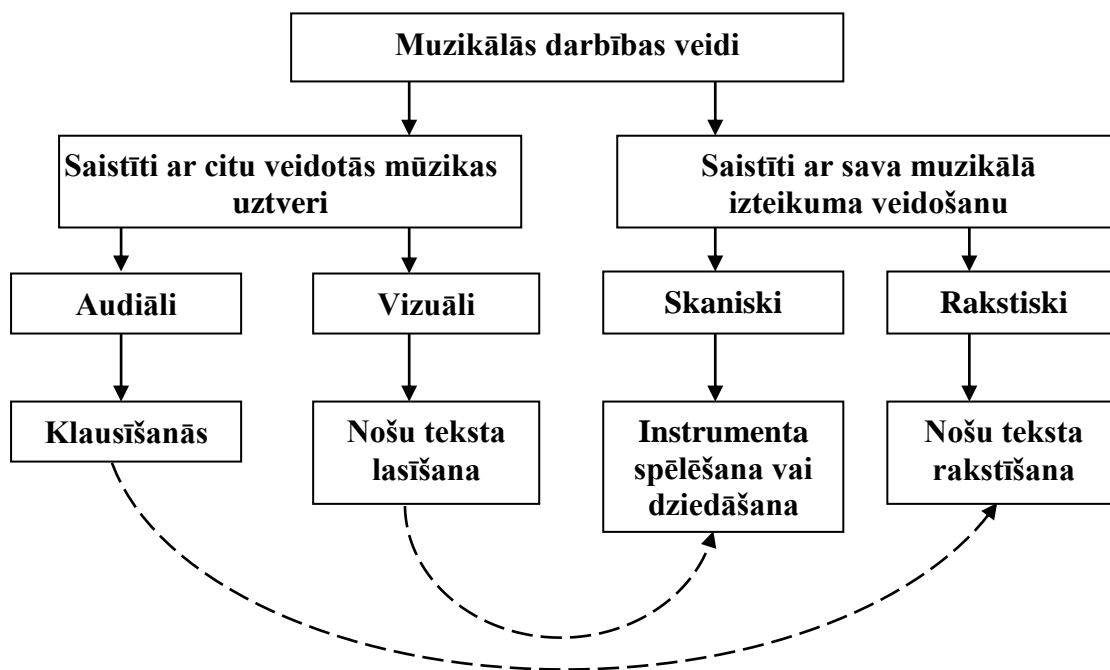 Muzikālās darbības veidi
Saistīti ar citu veidotās mūzikas
uztveri
Saistīti ar sava muzikālā
izteikuma veidošanu
Audiāli
Vizuāli
Skaniski
Rakstiski
Klausīšanās
Nošu teksta
lasīšana
Instrumenta
spēlēšana vai
dziedāšana
Nošu teksta
rakstīšana